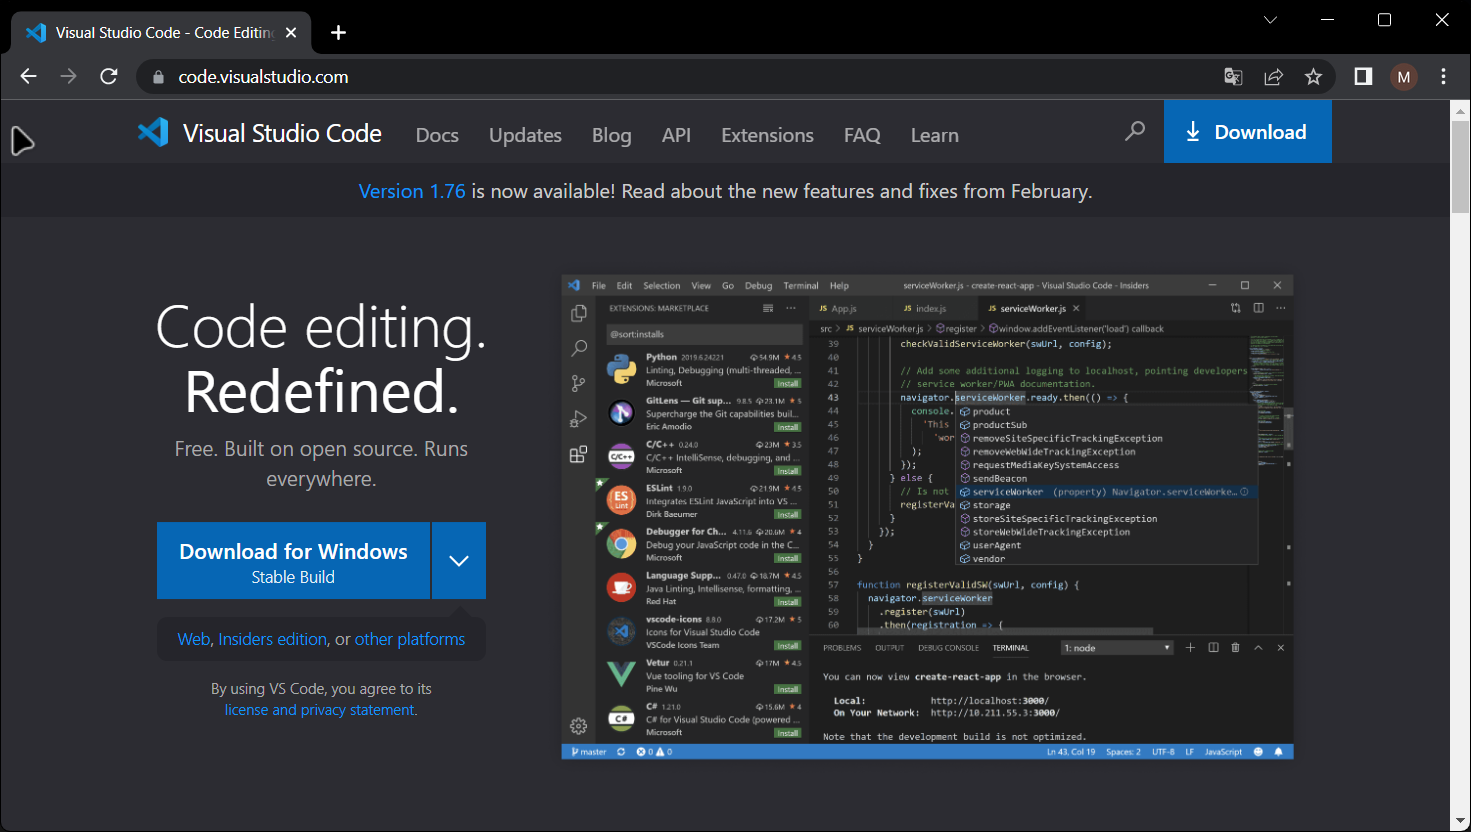 Visual Studio Code - Code Editing
code.visualstudio.com
M
Visual Studio Code
Docs
Updates
Blog
API
Extensions
FAQ
Learn
Download
Version 1.76 is now available! Read about the new features and fixes from February.
Code editing.
Redefined.
Free. Built on open source. Runs
everywhere.
Download for Windows
Stable Build
Web, Insiders edition, or other platforms
By using VS Code, you agree to its
license and privacy statement.
File Edit Selection View Go Debug Terminal Help
serviceWorker.js - create-react-app - Visual Studio Code - Insiders
EXTENSIONS: MARKETPLACE
@sort:installs
Python 2019.6.24221 54.9M 4.5
Linting, Debugging (multi-threaded, ...
Microsoft Install
GitLens — Git sup... 9.8.5 23.1M 5
Supercharge the Git capabilities buil...
Eric Amodio Install
C/C++
C/C++ 0.24.0 23M 3.5
C/C++ IntelliSense, debugging, and ...
Microsoft Install
ES
Lint
ESLint 1.9.0 21.9M 4.5
Integrates ESLint JavaScript into VS ...
Dirk Baeumer Install
Debugger for Ch... 4.11.6 20.6M 4
Debug your JavaScript code in the C...
Microsoft Install
Language Supp... 0.47.0 18.7M 4.5
Java Linting, Intellisense, formatting, ...
Red Hat Install
vscode-icons 8.8.0 17.2M 5
Icons for Visual Studio Code
VSCode Icons Team Install
Vetur 0.21.1 17M 4.5
Vue tooling for VS Code
Pine Wu Install
C#
C# 1.21.0 15.6M 4
C# for Visual Studio Code (powered ...
Microsoft Install
JS App.js
JS index.js
JS serviceWorker.js
src > JS serviceWorker.js > register > window.addEventListener('load') callback
39 checkValidServiceWorker(swUrl, config);
40
41 // Add some additional logging to localhost, pointing developers
42 // service worker/PWA documentation.
43 navigator.serviceWorker.ready.then(() => {
44 console.
45 'This
46 'wor
47 );
48 });
49 } else {
50 // Is not
51 registerVa
52 }
53 });
54 }
55 }
56
57 function registerValidSW(swUrl, config) {
58 navigator.serviceWorker
59 .register(swUrl)
60 .then(registration => {
product
productSub
removeSiteSpecificTrackingException
removeWebWideTrackingException
requestMediaKeySystemAccess
sendBeacon
serviceWorker (property) Navigator.serviceWorke...
storage
storeSiteSpecificTrackingException
storeWebWideTrackingException
userAgent
vendor
PROBLEMS OUTPUT DEBUG CONSOLE TERMINAL
1: node
You can now view create-react-app in the browser.
Local: http://localhost:3000/
On Your Network: http://10.211.55.3:3000/
Note that the development build is not optimized.
master 0 0
Ln 43, Col 19 Spaces: 2 UTF-8 LF JavaScript